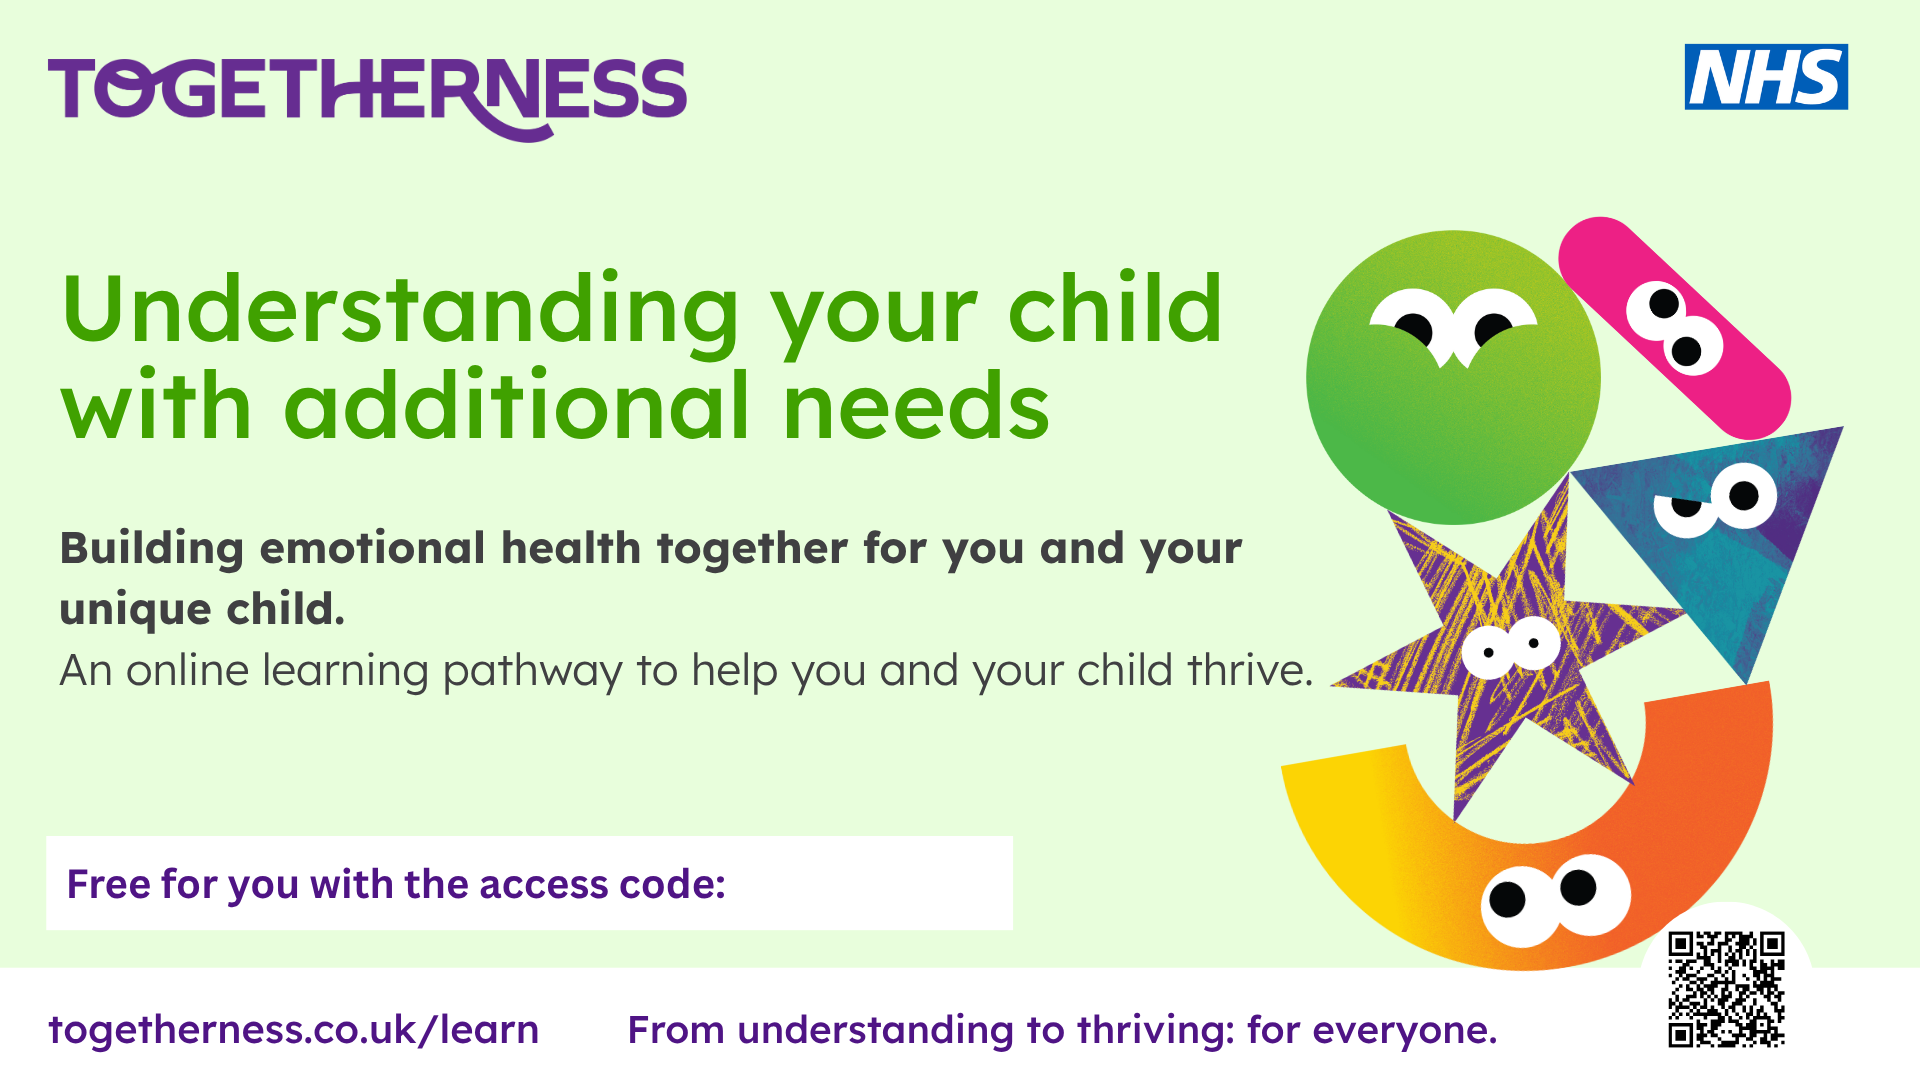 TOGETHERNESS
NHS
Understanding your child
with additional needs
Building emotional health together for you and your
unique child.
An online learning pathway to help you and your child thrive.
Free for you with the access code:
togetherness.co.uk/learn
From understanding to thriving: for everyone.